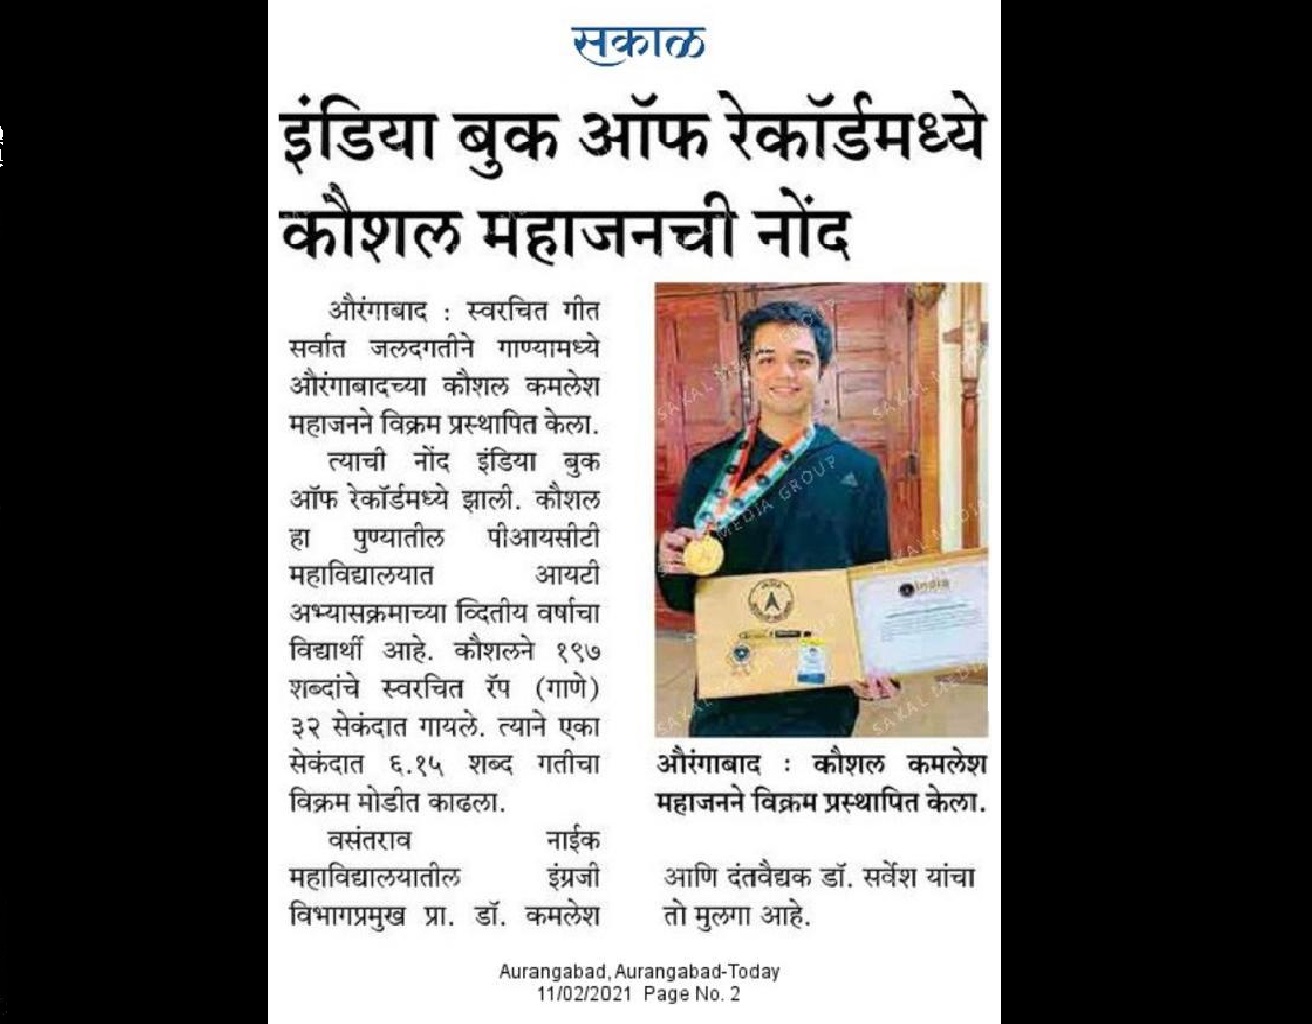 सकाळ
इंडिया बुक ऑफ रेकॉर्डमध्ये
कौशल महाजनची नोंद
औरंगाबाद : स्वरचित गीत
सर्वात जलदगतीने गाण्यामध्ये
औरंगाबादच्या कौशल कमलेश
महाजनने विक्रम प्रस्थापित केला.
त्याची नोंद इंडिया बुक
ऑफ रेकॉर्डमध्ये झाली. कौशल
हा पुण्यातील पीआयसीटी
महाविद्यालयात आयटी
अभ्यासक्रमाच्या व्दितीय वर्षाचा
विद्यार्थी आहे. कौशलने १९७
शब्दांचे स्वरचित रॅप (गाणे)
३२ सेकंदात गायले. त्याने एका
सेकंदात ६.१५ शब्द गतीचा
विक्रम मोडीत काढला.
वसंतराव नाईक
महाविद्यालयातील इंग्रजी
विभागप्रमुख प्रा. डॉ. कमलेश
SAKAL MEDIA GROUP
india
औरंगाबाद : कौशल कमलेश
महाजनने विक्रम प्रस्थापित केला.
आणि दंतवैद्यक डॉ. सर्वेश यांचा
तो मुलगा आहे.
Aurangabad, Aurangabad-Today
11/02/2021 Page No. 2